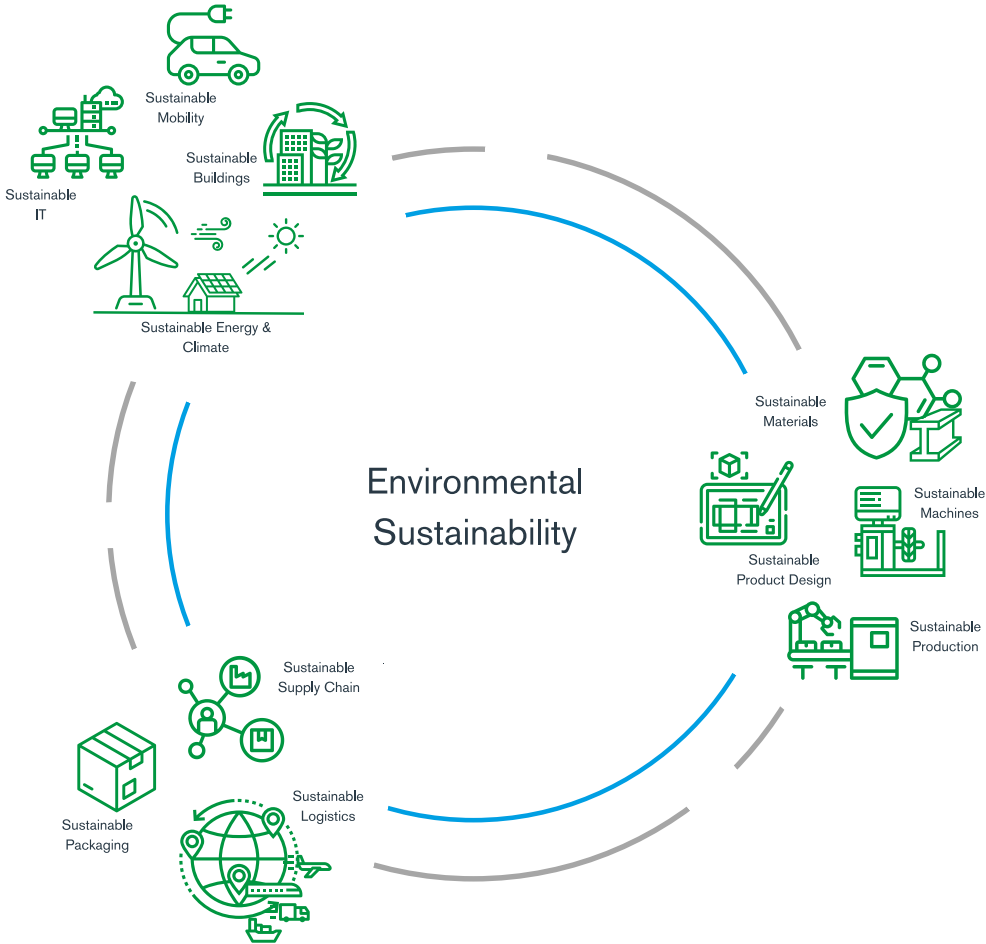 Sustainable
Mobility
Sustainable
Buildings
Sustainable
IT
Sustainable Energy &
Climate
Sustainable
Materials
Environmental
Sustainability
Sustainable
Machines
Sustainable
Product Design
Sustainable
Production
Sustainable
Supply Chain
Sustainable
Logistics
Sustainable
Packaging